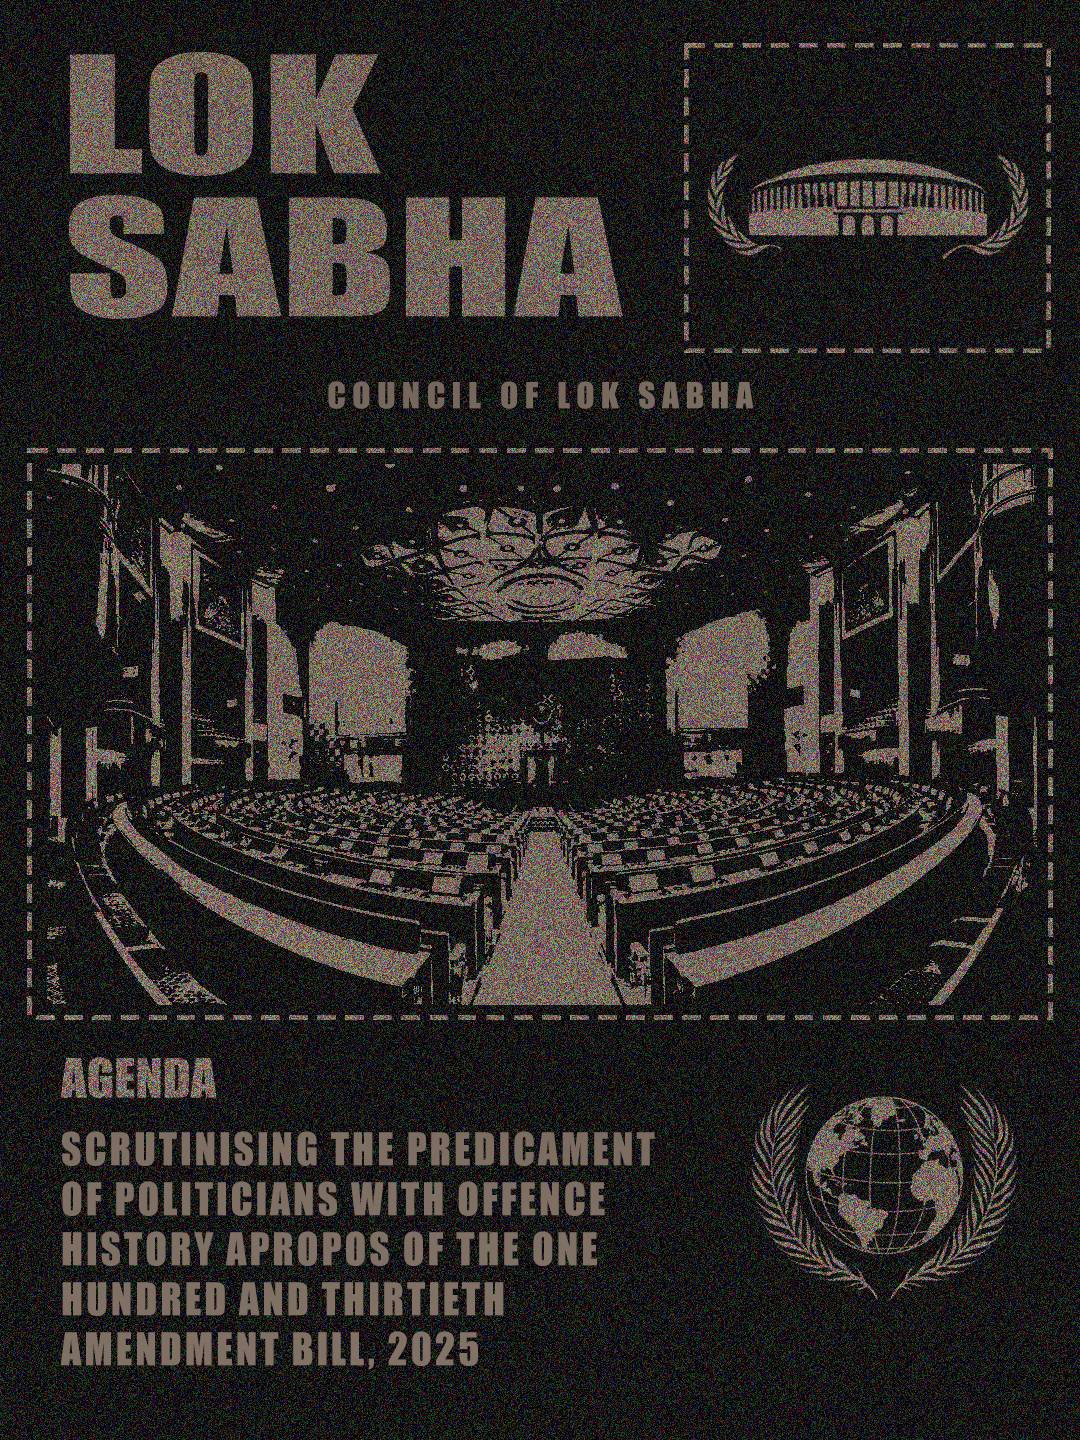 LOK
SABHA
COUNCIL OF LOK SABHA
AGENDA
SCRUTINISING THE PREDICAMENT
OF POLITICIANS WITH OFFENCE
HISTORY APROPOS OF THE ONE
HUNDRED AND THIRTIETH
AMENDMENT BILL, 2025